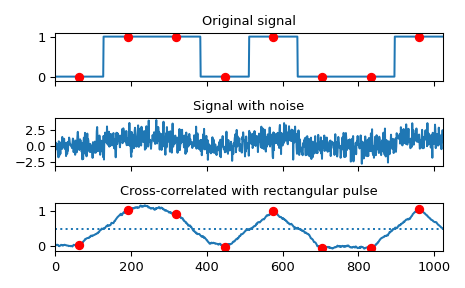 Original signal
1
0
Signal with noise
2.5
0.0
−2.5
Cross-correlated with rectangular pulse
1
0
0 200 400 600 800 1000